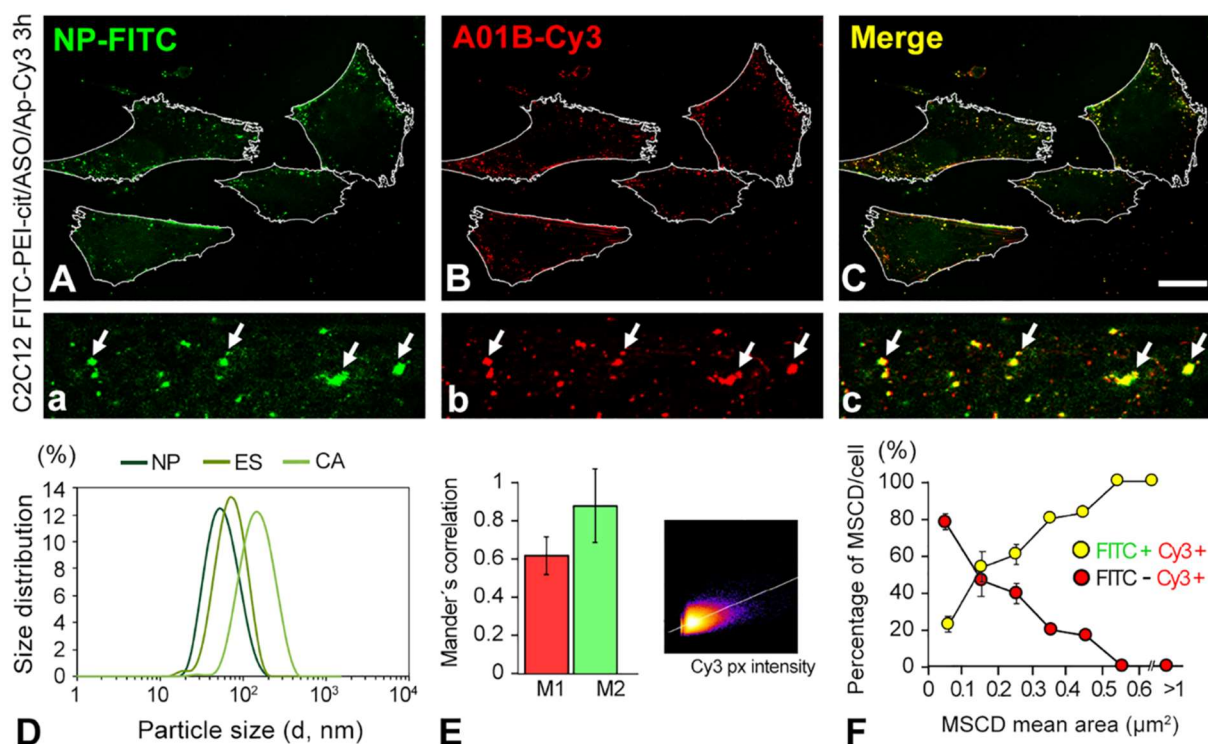 C2C12 FITC-PEI-cit/ASO/Ap-Cy3 3h
NP-FITC
A
A01B-Cy3
B
Merge
C
a
b
c
(%)
NP ES CA
Size distribution
14
12
10
8
6
4
2
0
1 10 10² 10³ 10⁴
Particle size (d, nm)
D
Mander´s correlation
1
0.8
0.6
0.4
0.2
0
M1 M2
Cy3 px intensity
E
(%)
Percentage of MSCD/cell
100
80
60
40
20
0
FITC+ Cy3+
FITC - Cy3+
0 0.1 0.2 0.3 0.4 0.5 0.6 >1
MSCD mean area (µm²)
F